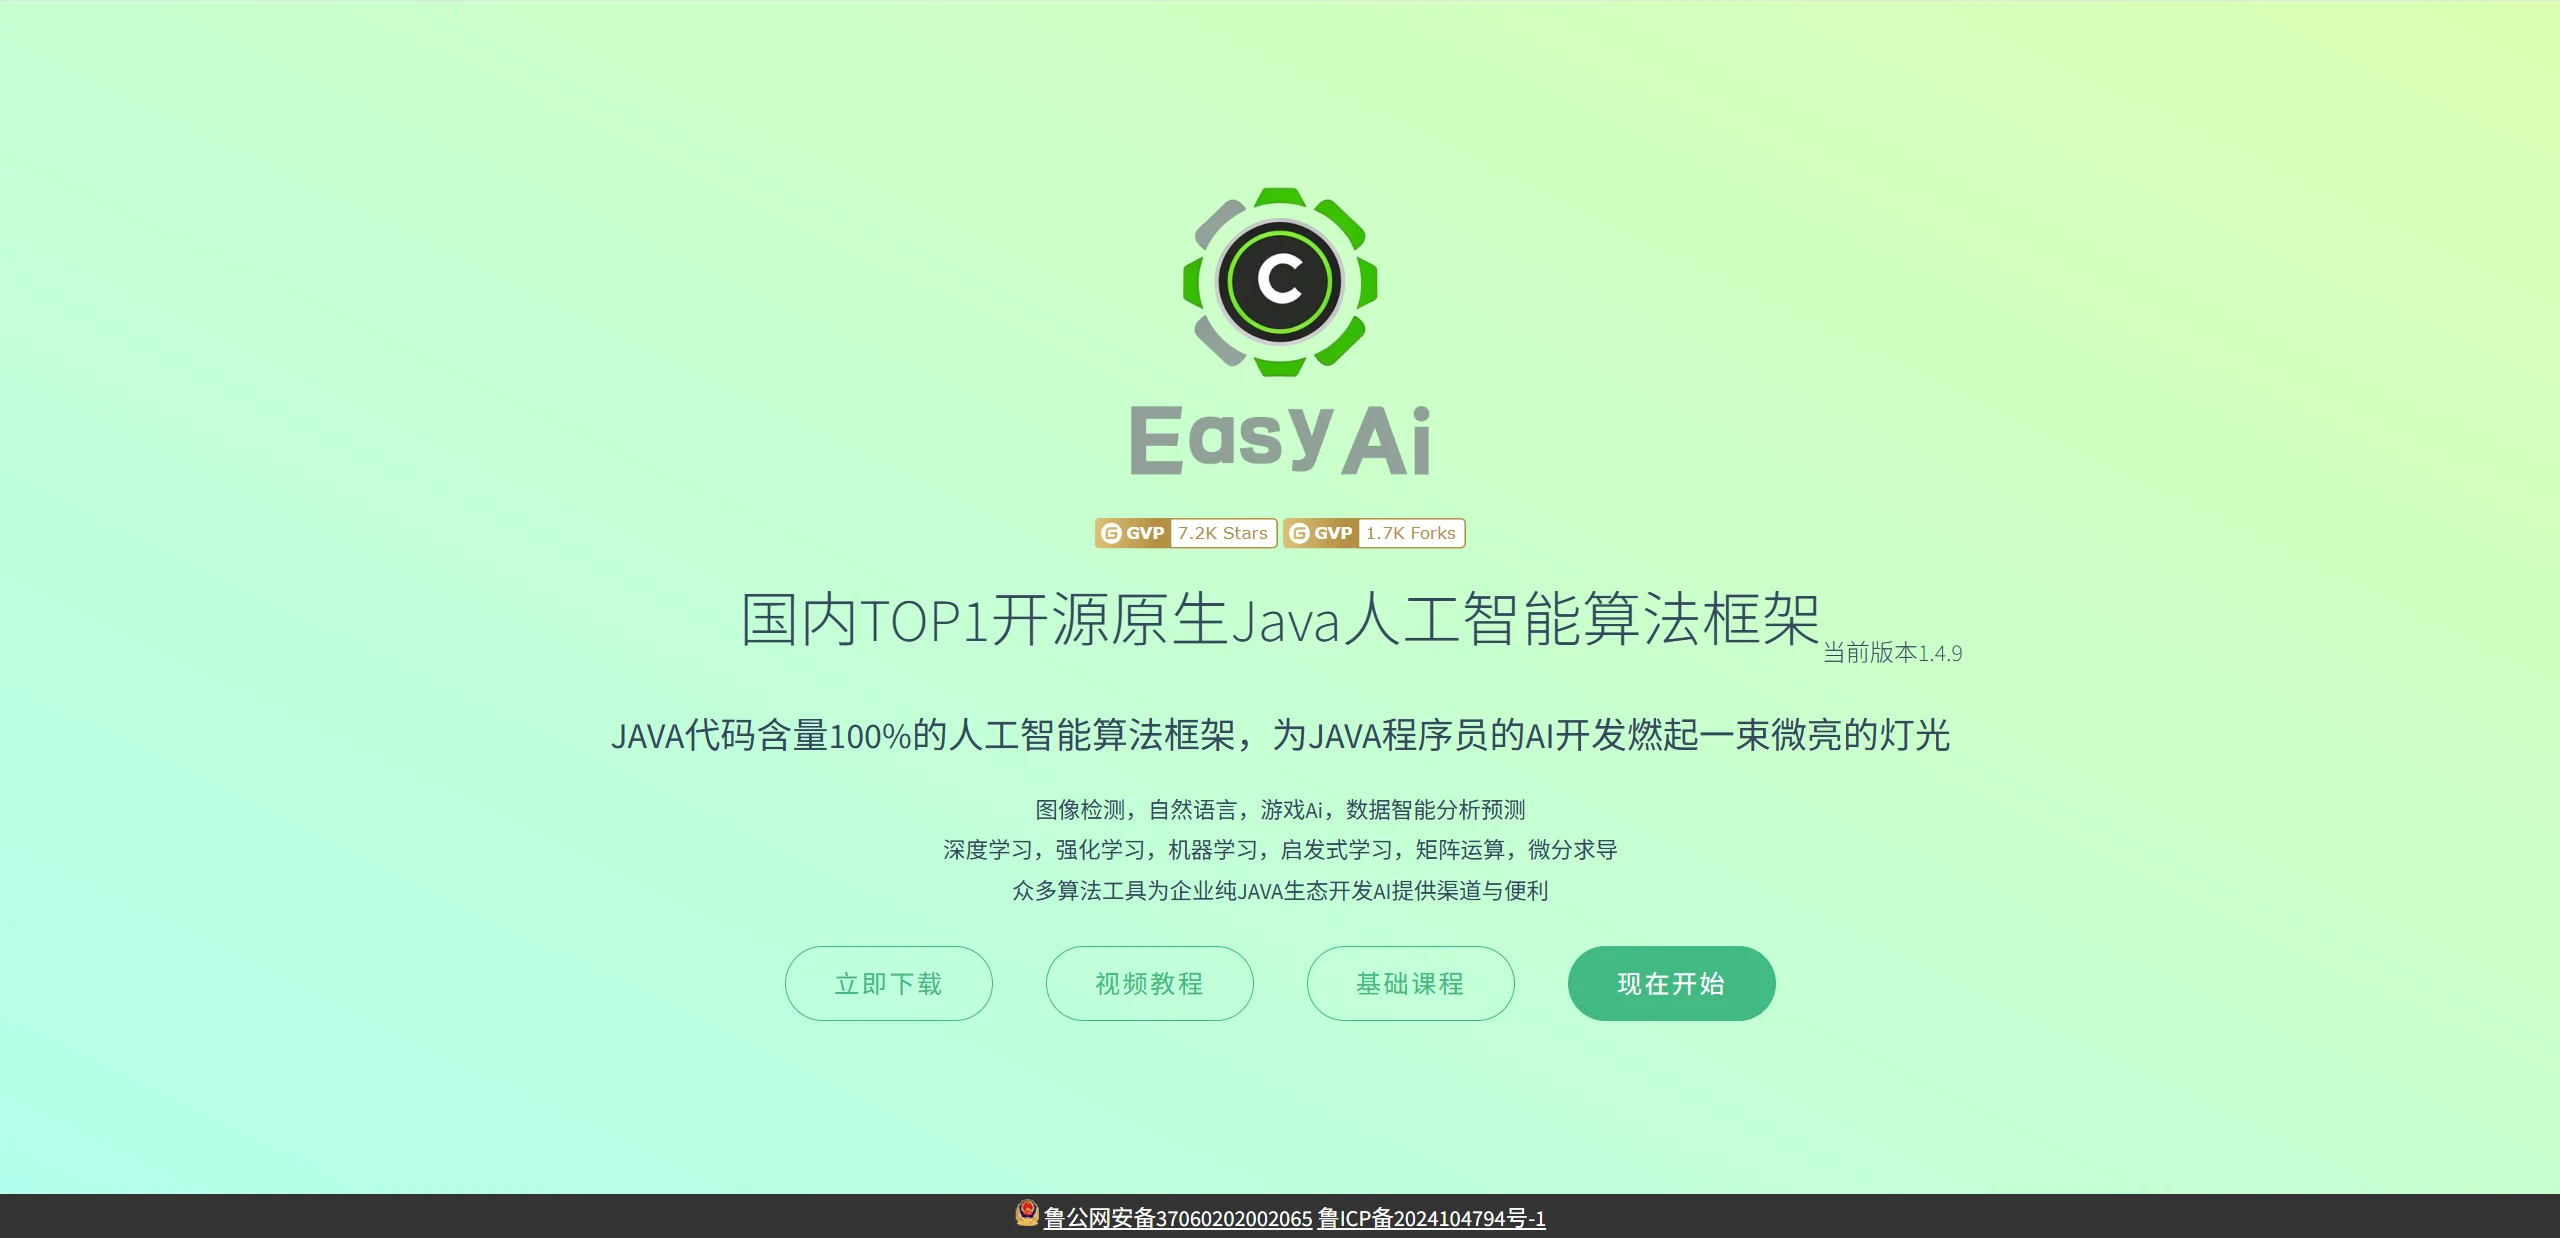 C
EasyAi
G GVP 7.2K Stars G GVP 1.7K Forks
国内TOP1开源原生Java人工智能算法框架当前版本1.4.9
JAVA代码含量100%的人工智能算法框架，为JAVA程序员的AI开发燃起一束微亮的灯光
图像检测，自然语言，游戏Ai，数据智能分析预测
深度学习，强化学习，机器学习，启发式学习，矩阵运算，微分求导
众多算法工具为企业纯JAVA生态开发AI提供渠道与便利
立即下载 视频教程 基础课程 现在开始
鲁公网安备37060202002065 鲁ICP备2024104794号-1